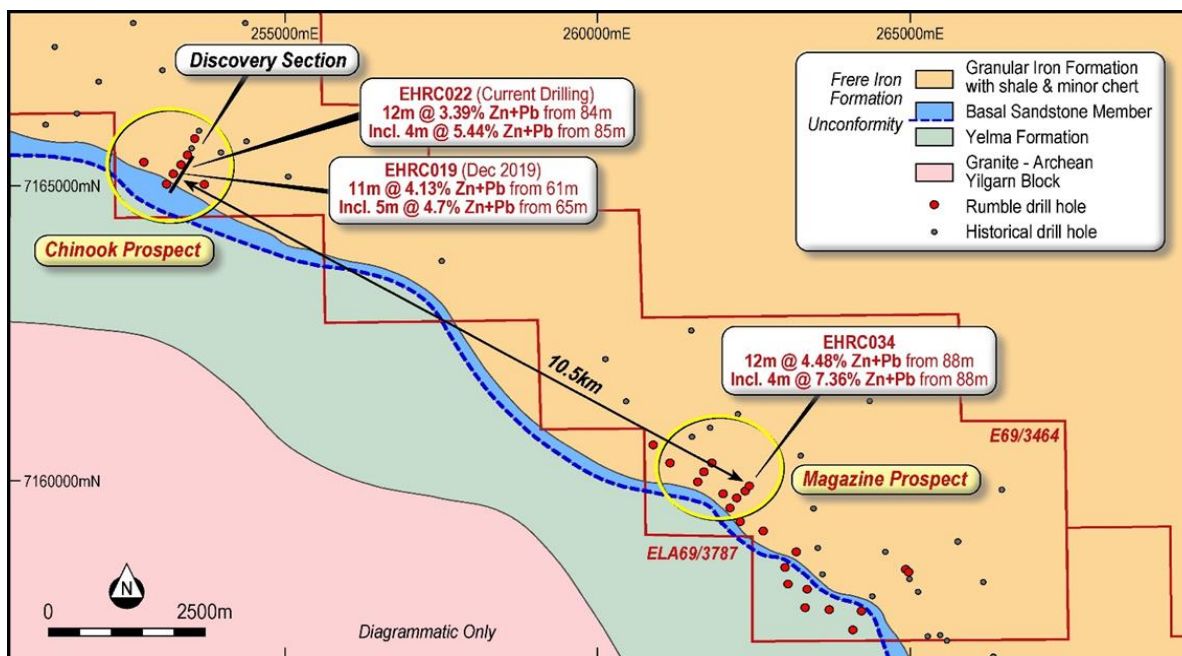 255000mE
260000mE
265000mE
Discovery Section
EHRC022 (Current Drilling)
12m @ 3.39% Zn+Pb from 84m
Incl. 4m @ 5.44% Zn+Pb from 85m
EHRC019 (Dec 2019)
11m @ 4.13% Zn+Pb from 61m
Incl. 5m @ 4.7% Zn+Pb from 65m
7165000mN
Chinook Prospect
Frere Iron
Formation
Unconformity
Granular Iron Formation
with shale & minor chert
Basal Sandstone Member
Yelma Formation
Granite - Archean
Yilgarn Block
Rumble drill hole
Historical drill hole
10.5km
EHRC034
12m @ 4.48% Zn+Pb from 88m
Incl. 4m @ 7.36% Zn+Pb from 88m
E69/3464
7160000mN
Magazine Prospect
ELA69/3787
N
0
2500m
Diagrammatic Only